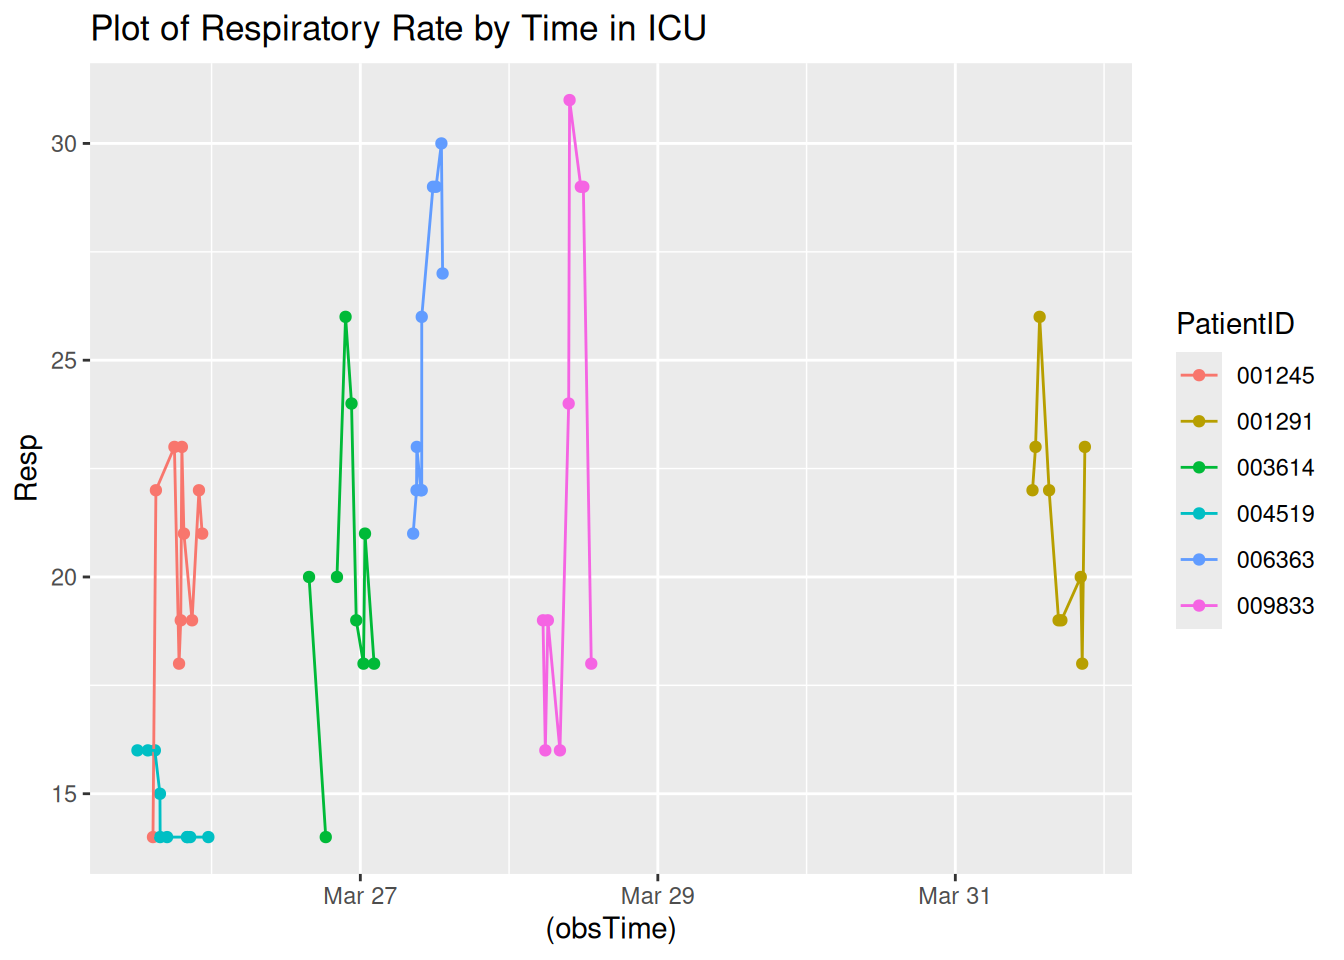 Plot of Respiratory Rate by Time in ICU
30
25
20
15
Resp
Mar 27
Mar 29
Mar 31
(obsTime)
PatientID
001245
001291
003614
004519
006363
009833